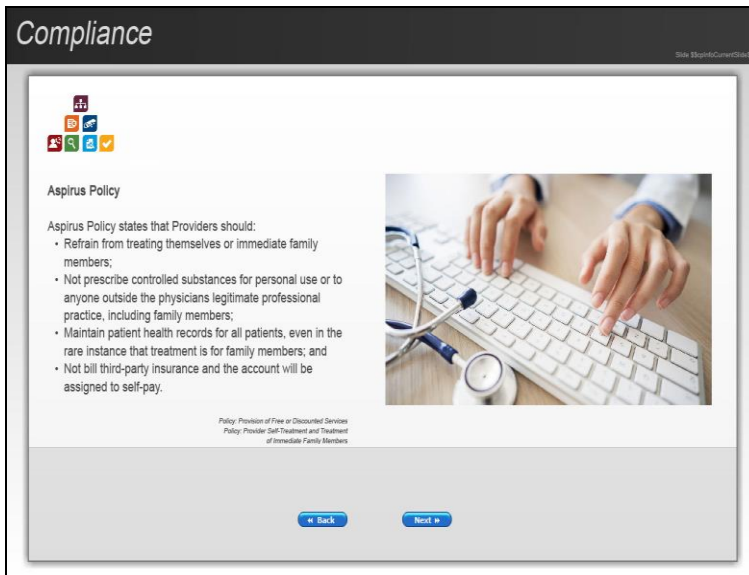 Compliance
Slide $$cpInfoCurrentSlide$
Aspirus Policy
Aspirus Policy states that Providers should:
• Refrain from treating themselves or immediate family
members;
• Not prescribe controlled substances for personal use or to
anyone outside the physicians legitimate professional
practice, including family members;
• Maintain patient health records for all patients, even in the
rare instance that treatment is for family members; and
• Not bill third-party insurance and the account will be
assigned to self-pay.
Policy: Provision of Free or Discounted Services
Policy: Provider Self-Treatment and Treatment
of Immediate Family Members
Back
Next